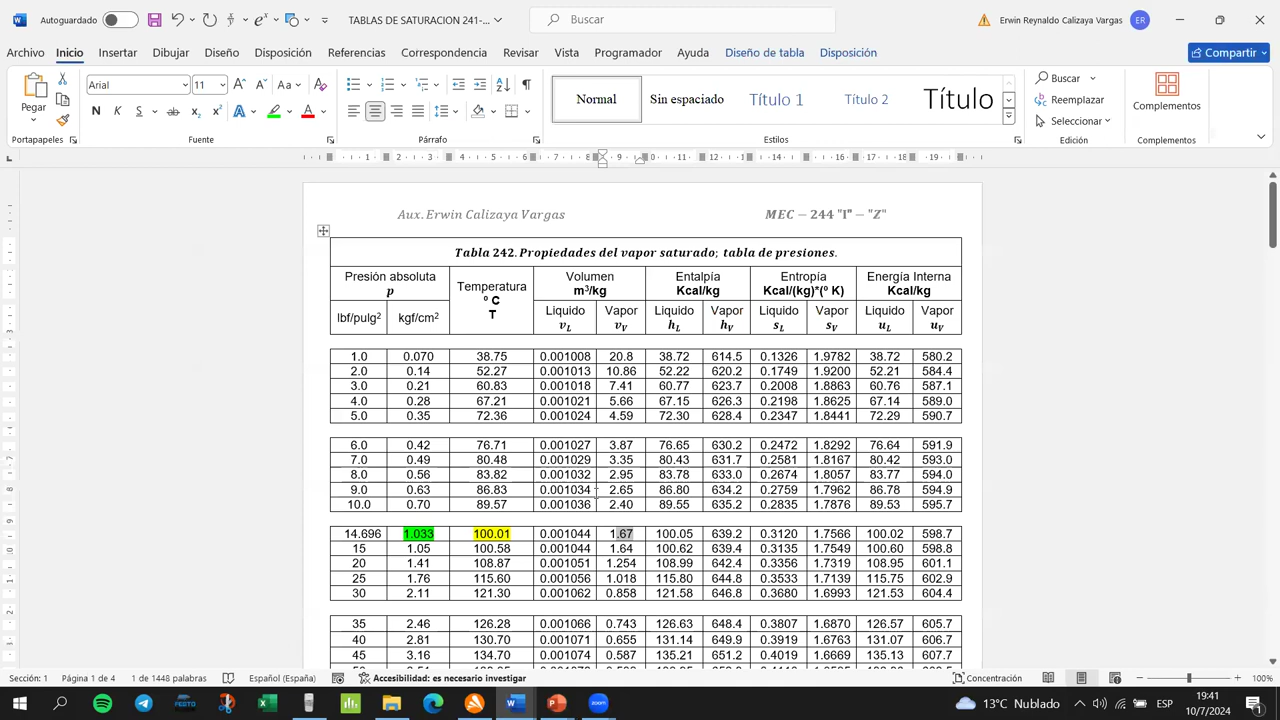 Autoguardado TABLAS DE SATURACION 241-... Buscar Erwin Reynaldo Calizaya Vargas ER
Archivo Inicio Insertar Dibujar Diseño Disposición Referencias Correspondencia Revisar Vista Programador Ayuda Diseño de tabla Disposición Compartir
Pegar Arial 11 Normal Sin espaciado Título 1 Título 2 Título Buscar Reemplazar Seleccionar Complementos
Portapapeles Fuente Párrafo Estilos Edición Complementos
Aux. Erwin Calizaya Vargas MEC − 244 "I" − "Z"
Tabla 242. Propiedades del vapor saturado; tabla de presiones.
Presión absoluta p Temperatura º C T Volumen m³/kg Entalpía Kcal/kg Entropía Kcal/(kg)*(º K) Energía Interna Kcal/kg
lbf/pulg² kgf/cm² Liquido vL Vapor vV Liquido hL Vapor hV Liquido sL Vapor sV Liquido uL Vapor uV
1.0 0.070 38.75 0.001008 20.8 38.72 614.5 0.1326 1.9782 38.72 580.2
2.0 0.14 52.27 0.001013 10.86 52.22 620.2 0.1749 1.9200 52.21 584.4
3.0 0.21 60.83 0.001018 7.41 60.77 623.7 0.2008 1.8863 60.76 587.1
4.0 0.28 67.21 0.001021 5.66 67.15 626.3 0.2198 1.8625 67.14 589.0
5.0 0.35 72.36 0.001024 4.59 72.30 628.4 0.2347 1.8441 72.29 590.7
6.0 0.42 76.71 0.001027 3.87 76.65 630.2 0.2472 1.8292 76.64 591.9
7.0 0.49 80.48 0.001029 3.35 80.43 631.7 0.2581 1.8167 80.42 593.0
8.0 0.56 83.82 0.001032 2.95 83.78 633.0 0.2674 1.8057 83.77 594.0
9.0 0.63 86.83 0.001034 2.65 86.80 634.2 0.2759 1.7962 86.78 594.9
10.0 0.70 89.57 0.001036 2.40 89.55 635.2 0.2835 1.7876 89.53 595.7
14.696 1.033 100.01 0.001044 1.67 100.05 639.2 0.3120 1.7566 100.02 598.7
15 1.05 100.58 0.001044 1.64 100.62 639.4 0.3135 1.7549 100.60 598.8
20 1.41 108.87 0.001051 1.254 108.99 642.4 0.3356 1.7319 108.95 601.1
25 1.76 115.60 0.001056 1.018 115.80 644.8 0.3533 1.7139 115.75 602.9
30 2.11 121.30 0.001062 0.858 121.58 646.8 0.3680 1.6993 121.53 604.4
35 2.46 126.28 0.001066 0.743 126.63 648.4 0.3807 1.6870 126.57 605.7
40 2.81 130.70 0.001071 0.655 131.14 649.9 0.3919 1.6763 131.07 606.7
45 3.16 134.70 0.001074 0.587 135.21 651.2 0.4019 1.6669 135.13 607.7
Sección: 1 Página 1 de 4 1 de 1448 palabras Español (España) Accesibilidad: es necesario investigar Concentración 100%
13°C Nublado ESP 19:41
10/7/2024